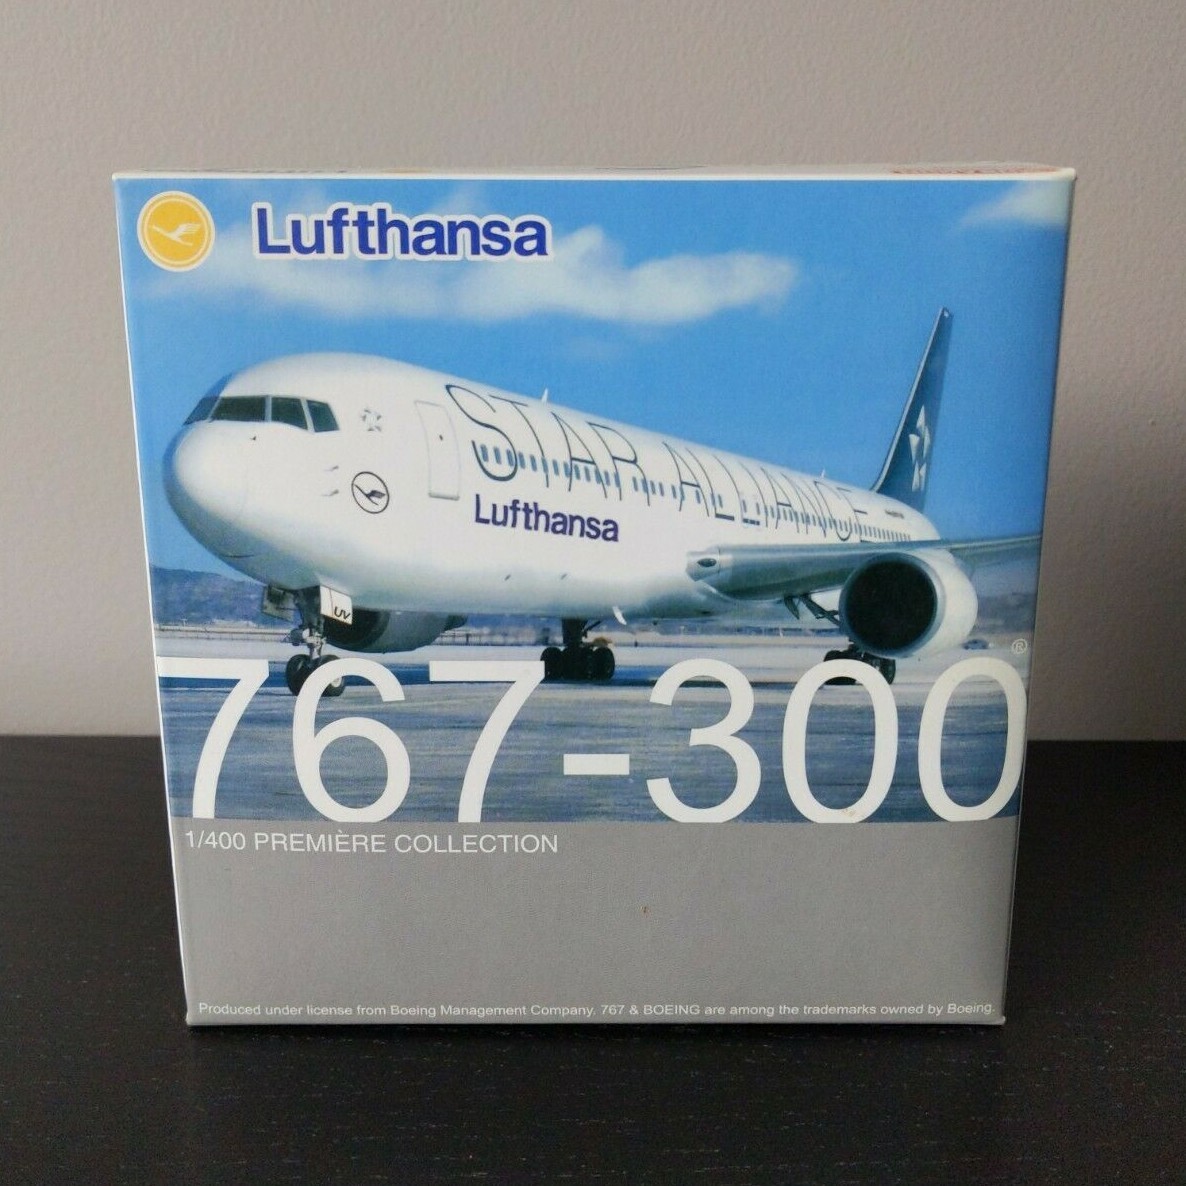 Lufthansa
STAR ALLIANCE
Lufthansa
UV
767-300®
1/400 PREMIÈRE COLLECTION
Produced under license from Boeing Management Company. 767 & BOEING are among the trademarks owned by Boeing.